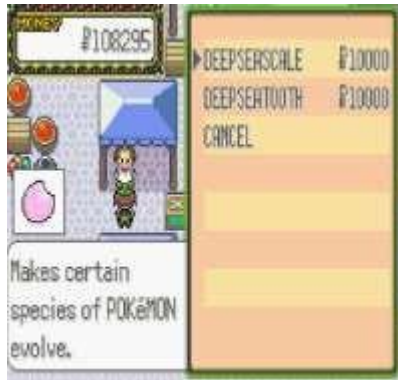 MONEY
₽108295
DEEPSEASCALE ₽10000
DEEPSEATOOTH ₽10000
CANCEL
Makes certain
species of POKéMON
evolve.